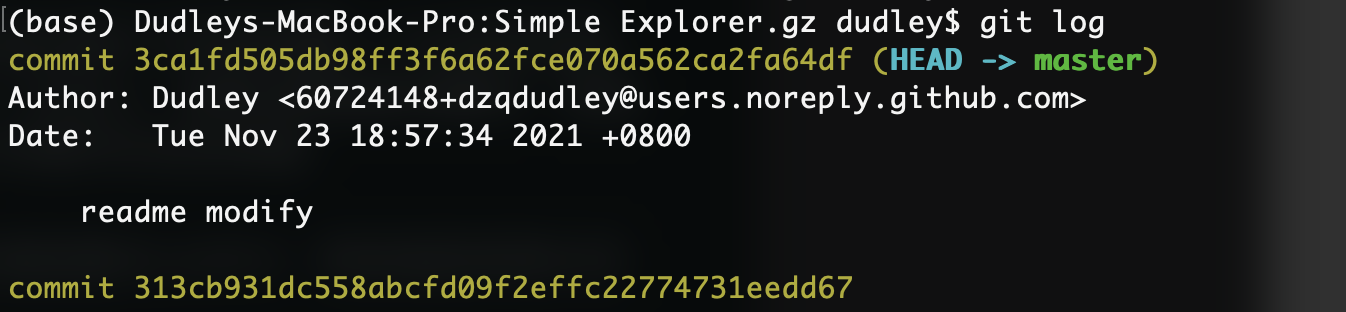 (base) Dudleys-MacBook-Pro:Simple Explorer.gz dudley$ git log
commit 3ca1fd505db98ff3f6a62fce070a562ca2fa64df (HEAD -> master)
Author: Dudley <60724148+dzqdudley@users.noreply.github.com>
Date:   Tue Nov 23 18:57:34 2021 +0800
    readme modify
commit 313cb931dc558abcfd09f2effc22774731eedd67